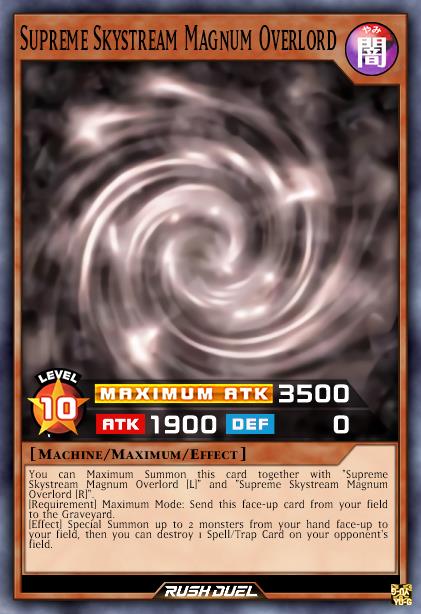 Supreme Skystream Magnum Overlord
やみ
闇
LEVEL
10
MAXIMUM ATK 3500
ATK 1900 DEF 0
[Machine/Maximum/Effect]
You can Maximum Summon this card together with "Supreme
Skystream Magnum Overlord [L]" and "Supreme Skystream Magnum
Overlord [R]".
[Requirement] Maximum Mode: Send this face-up card from your field
to the Graveyard.
[Effect] Special Summon up to 2 monsters from your hand face-up to
your field, then you can destroy 1 Spell/Trap Card on your opponent's
field.
RUSH DUEL